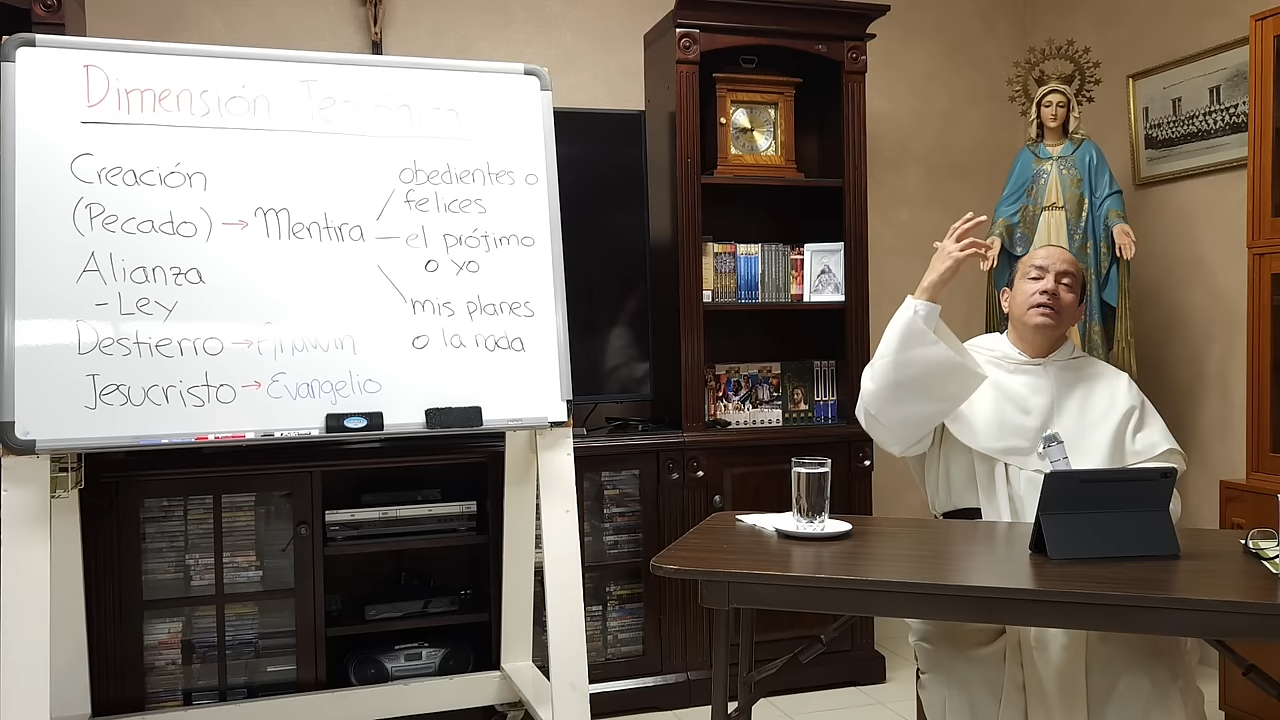 Dimensión
Creación
(Pecado) → Mentira
obedientes o
felices
el prójimo
o yo
mis planes
o la nada
Alianza
- Ley
Destierro →
Jesucristo → Evangelio